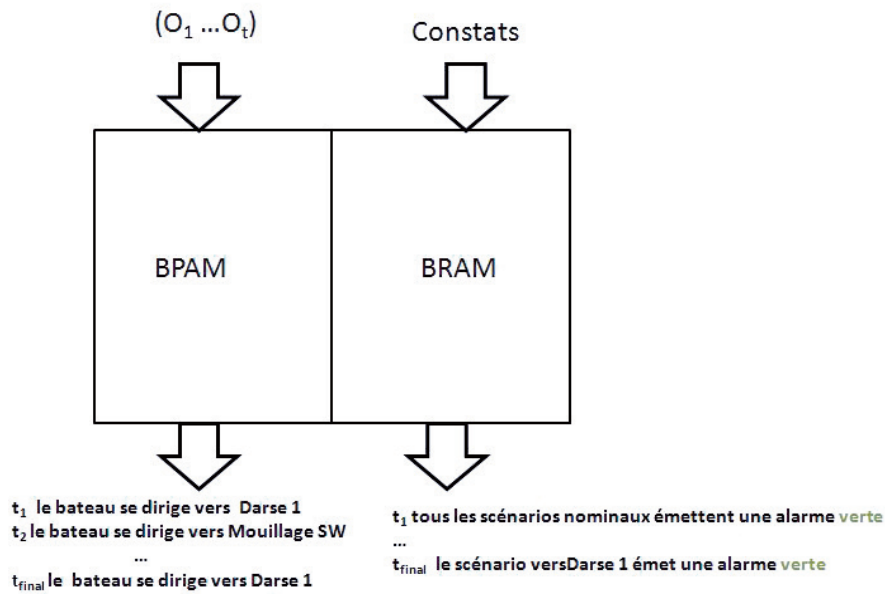 (O1 ...Ot)
Constats
BPAM
BRAM
t1 le bateau se dirige vers Darse 1
t2 le bateau se dirige vers Mouillage SW
...
tfinal le bateau se dirige vers Darse 1
t1 tous les scénarios nominaux émettent une alarme verte
...
tfinal le scénario versDarse 1 émet une alarme verte